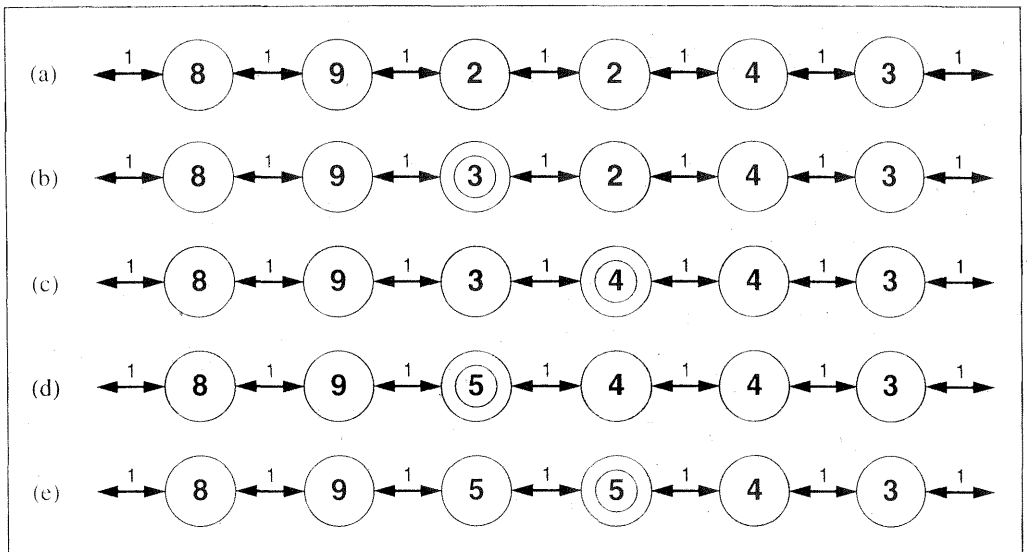 1 1 1 1 1 1 1
(a) 8 9 2 2 4 3
1 1 1 1 1 1 1
(b) 8 9 3 2 4 3
1 1 1 1 1 1 1
(c) 8 9 3 4 4 3
1 1 1 1 1 1 1
(d) 8 9 5 4 4 3
1 1 1 1 1 1 1
(e) 8 9 5 5 4 3